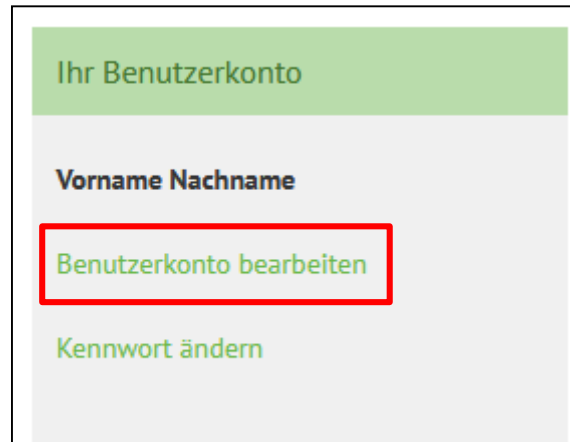 Ihr Benutzerkonto
Vorname Nachname
Benutzerkonto bearbeiten
Kennwort ändern